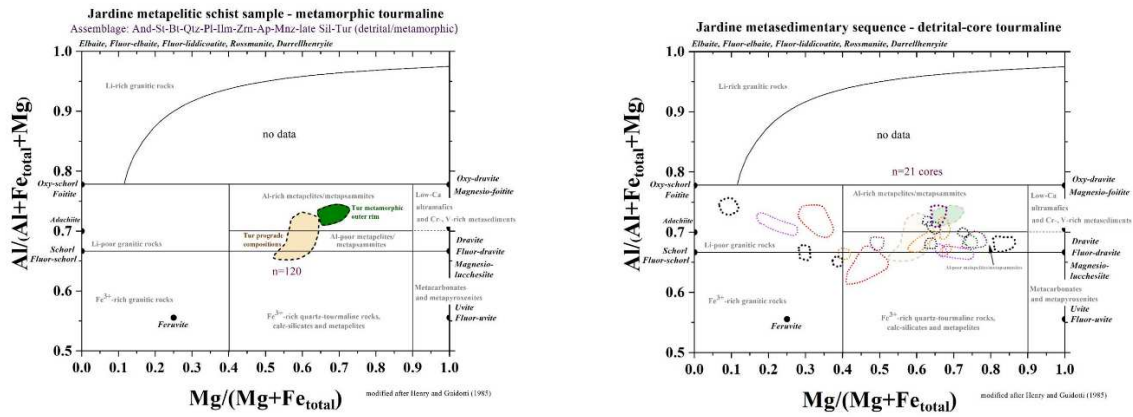 Jardine metapelitic schist sample - metamorphic tourmaline
Assemblage: And-St-Bt-Qtz-Pl-Ilm-Zrn-Ap-Mnz-late Sil-Tur (detrital/metamorphic)
Elbaite, Fluor-elbaite, Fluor-liddicoatite, Rossmanite, Darrellhenryite
1.0
0.9
0.8
0.7
0.6
0.5
Al/(Al+Fetotal+Mg)
Li-rich granitic rocks
no data
Oxy-schorl
Foitite
Adachiite
Schorl
Fluor-schorl
Al-rich metapelites/metapsammites
Tur metamorphic
outer rim
Tur prograde
compositions
Al-poor metapelites/
metapsammites
Li-poor granitic rocks
n=120
Low-Ca
ultramafics
and Cr-, V-rich metasediments
Oxy-dravite
Magnesio-foitite
Dravite
Fluor-dravite
Magnesio-
lucchesiite
Metacarbonates
and metapyroxenites
Uvite
Fluor-uvite
Fe3+-rich granitic rocks
Feruvite
Fe3+-rich quartz-tourmaline rocks,
calc-silicates and metapelites
0.0 0.1 0.2 0.3 0.4 0.5 0.6 0.7 0.8 0.9 1.0
Mg/(Mg+Fetotal)
modified after Henry and Guidotti (1985)
Jardine metasedimentary sequence - detrital-core tourmaline
Elbaite, Fluor-elbaite, Fluor-liddicoatite, Rossmanite, Darrellhenryite
1.0
0.9
0.8
0.7
0.6
0.5
Al/(Al+Fetotal+Mg)
Li-rich granitic rocks
no data
n=21 cores
Oxy-schorl
Foitite
Adachiite
Schorl
Fluor-schorl
Al-rich metapelites/metapsammites
Li-poor granitic rocks
Al-poor metapelites/metapsammites
Low-Ca
ultramafics
and Cr-, V-rich metasediments
Oxy-dravite
Magnesio-foitite
Dravite
Fluor-dravite
Magnesio-
lucchesiite
Metacarbonates
and metapyroxenites
Uvite
Fluor-uvite
Fe3+-rich granitic rocks
Feruvite
Fe3+-rich quartz-tourmaline rocks,
calc-silicates and metapelites
0.0 0.1 0.2 0.3 0.4 0.5 0.6 0.7 0.8 0.9 1.0
Mg/(Mg+Fetotal)
modified after Henry and Guidotti (1985)